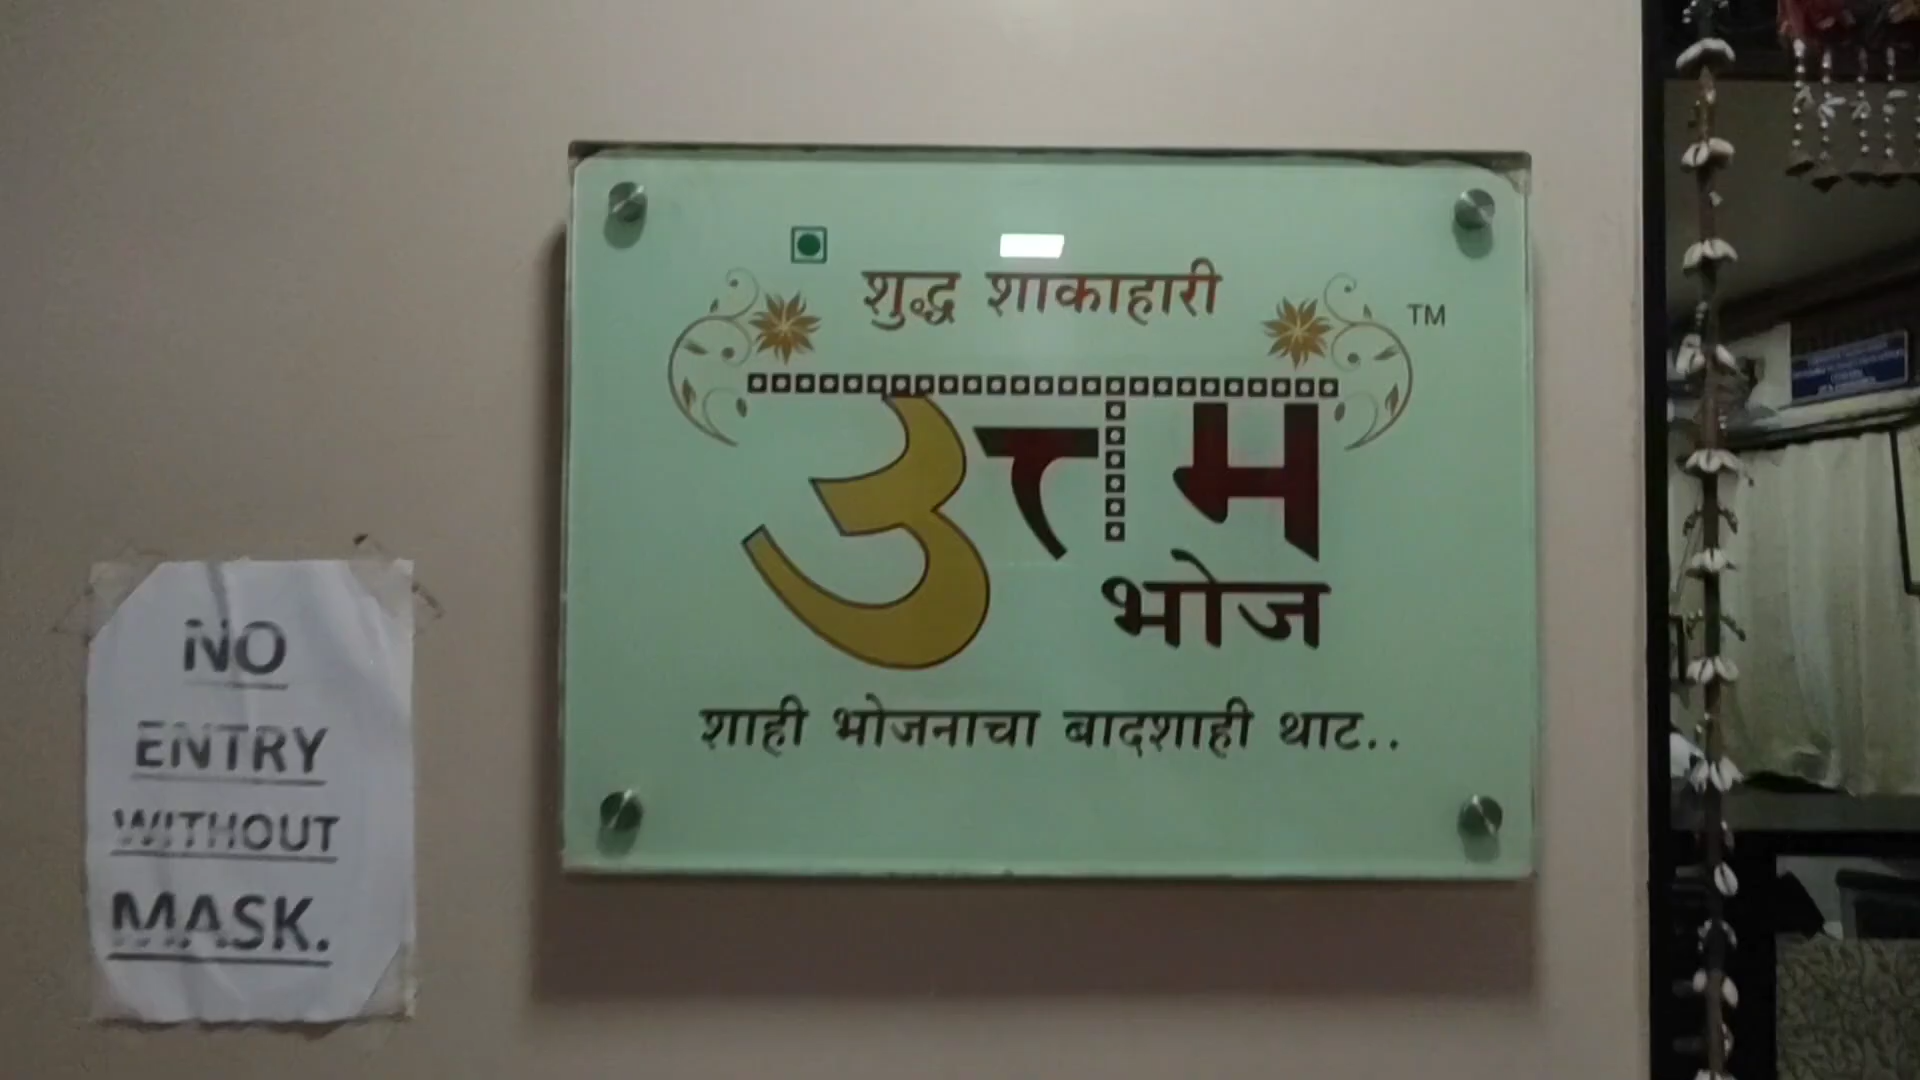 शुद्ध शाकाहारी
TM
उत्तम
भोज
शाही भोजनाचा बादशाही थाट..
NO
ENTRY
WITHOUT
MASK.